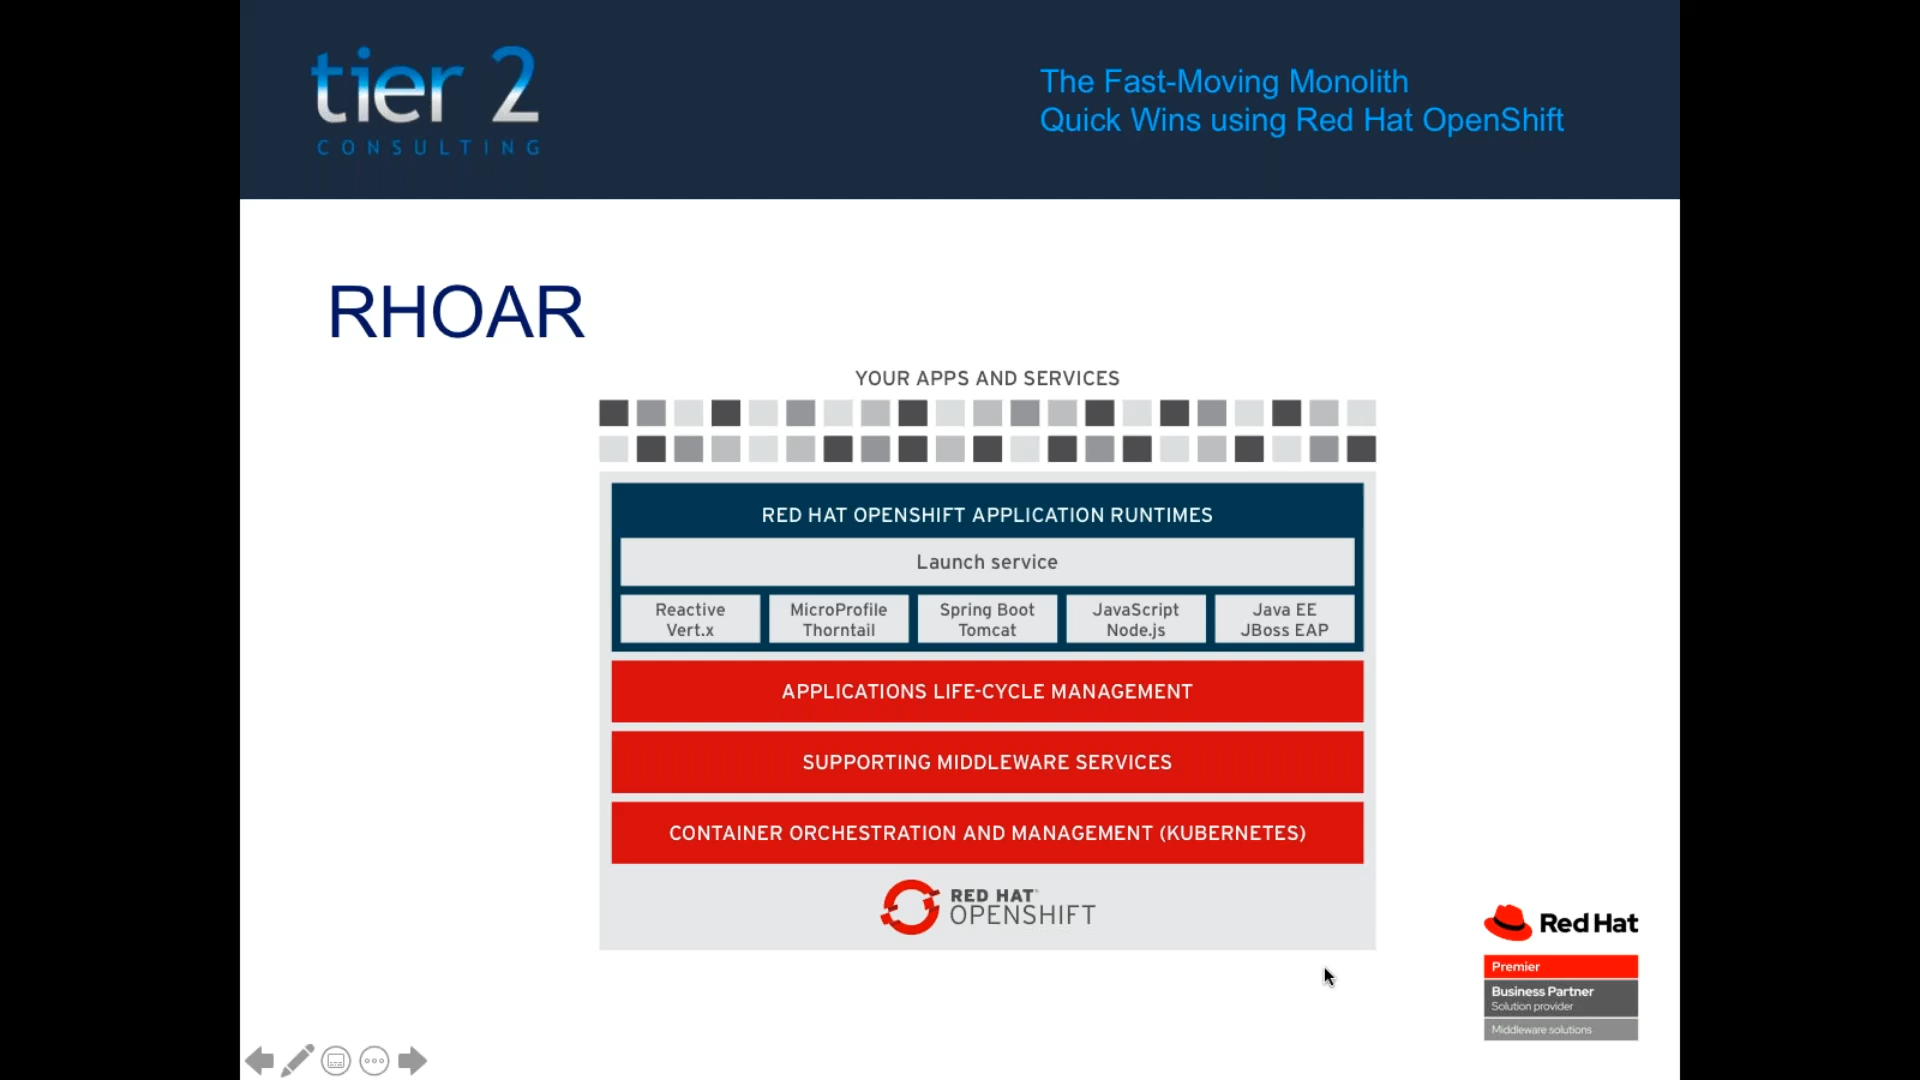 tier 2
CONSULTING
The Fast-Moving Monolith
Quick Wins using Red Hat OpenShift
RHOAR
YOUR APPS AND SERVICES
RED HAT OPENSHIFT APPLICATION RUNTIMES
Launch service
Reactive
Vert.x
MicroProfile
Thorntail
Spring Boot
Tomcat
JavaScript
Node.js
Java EE
JBoss EAP
APPLICATIONS LIFE-CYCLE MANAGEMENT
SUPPORTING MIDDLEWARE SERVICES
CONTAINER ORCHESTRATION AND MANAGEMENT (KUBERNETES)
RED HAT®
OPENSHIFT
Red Hat
Premier
Business Partner
Solution provider
Middleware solutions